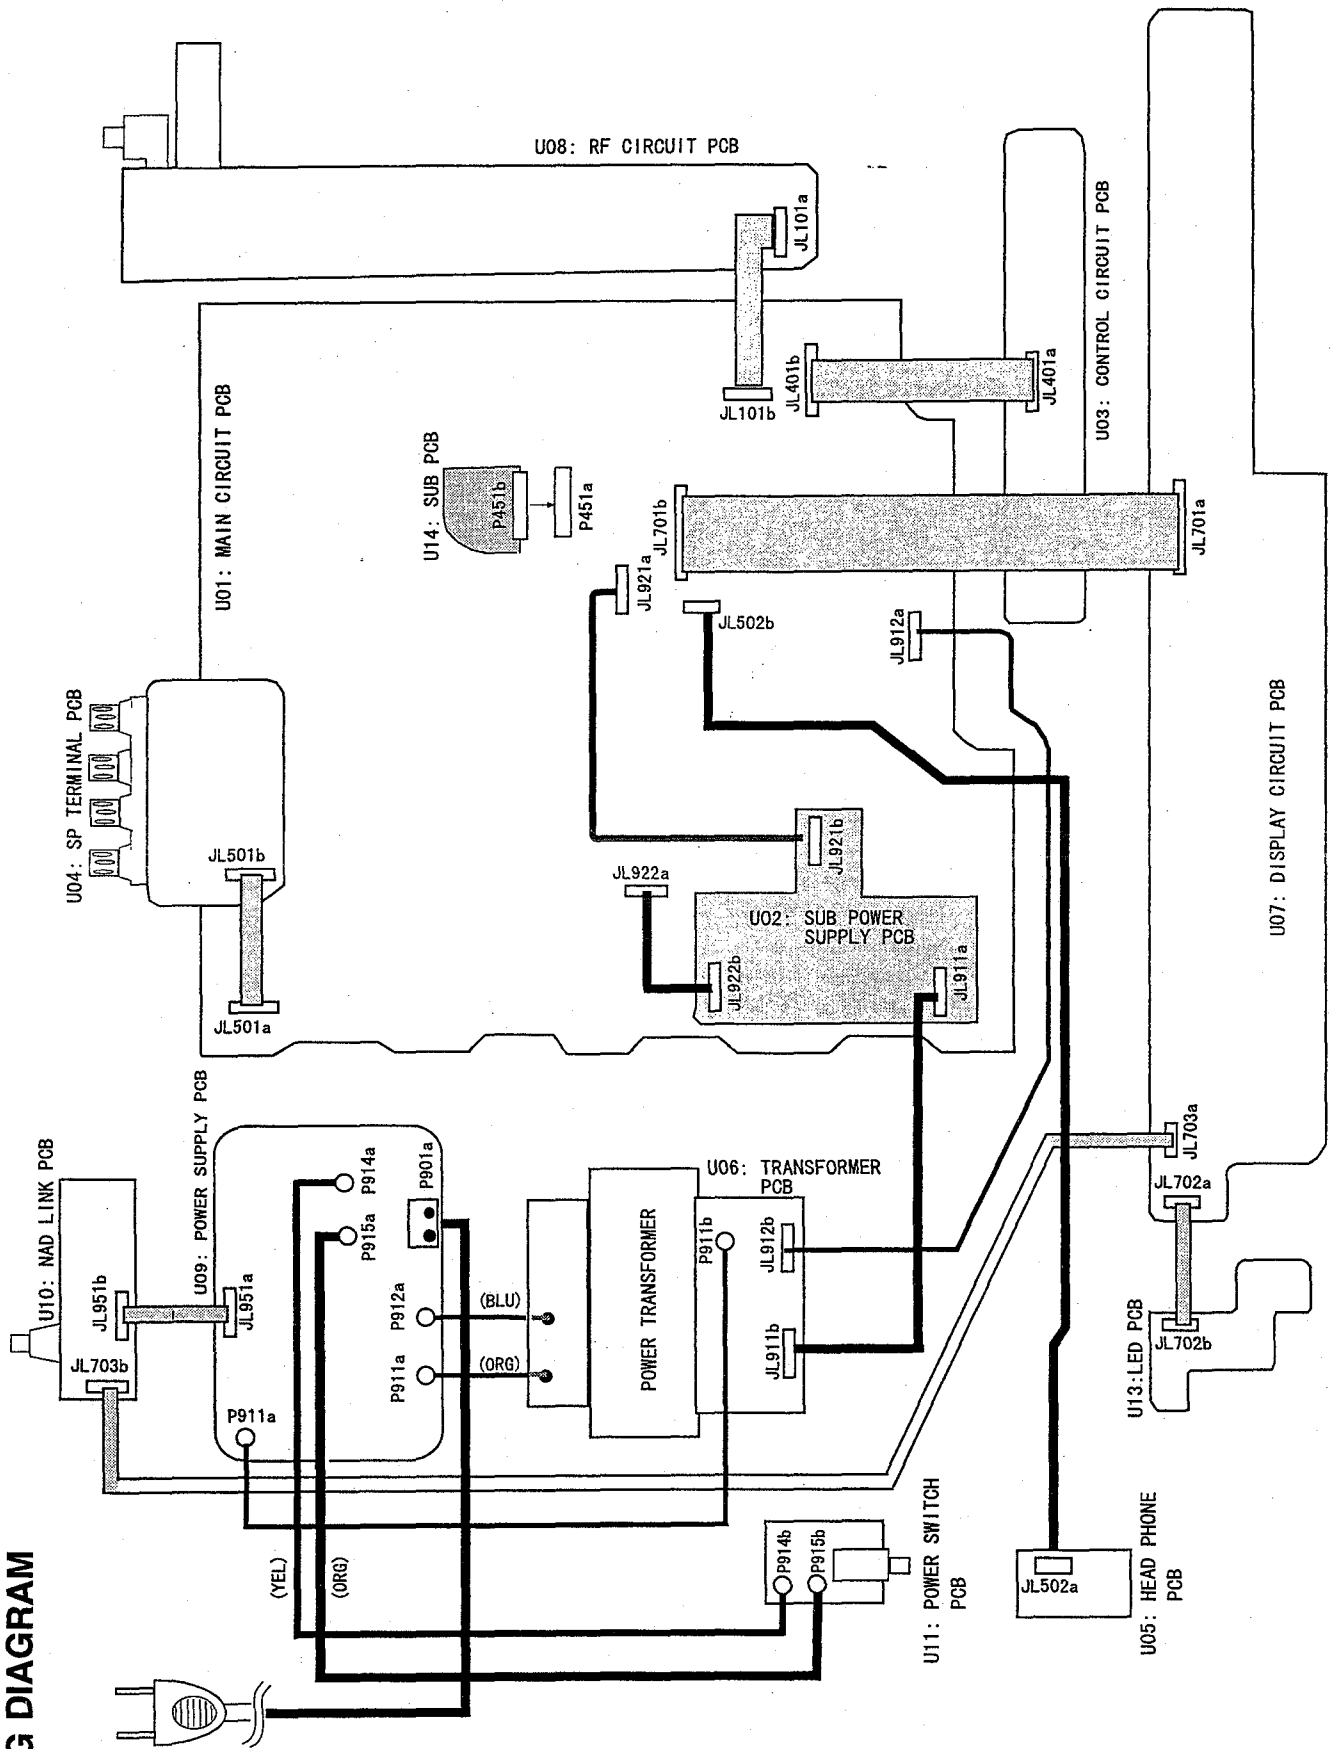 G DIAGRAM
U08: RF CIRCUIT PCB
JL101a
JL101b
U03: CONTROL CIRCUIT PCB
JL401b
JL401a
U01: MAIN CIRCUIT PCB
U14: SUB PCB
P451b
P451a
JL701b
JL701a
JL921a
JL502b
JL912a
U04: SP TERMINAL PCB
JL501b
JL501a
JL922a
JL921b
U02: SUB POWER
SUPPLY PCB
JL922b
JL911a
U07: DISPLAY CIRCUIT PCB
U10: NAD LINK PCB
JL951b
JL703b
U09: POWER SUPPLY PCB
JL951a
P914a
P915a
P901a
P912a
P911a
P911a
(BLU)
(ORG)
POWER TRANSFORMER
U06: TRANSFORMER
PCB
P911b
JL912b
JL911b
JL703a
JL702a
JL702b
U13:LED PCB
(YEL)
(ORG)
P914b
P915b
U11: POWER SWITCH
PCB
JL502a
U05: HEAD PHONE
PCB